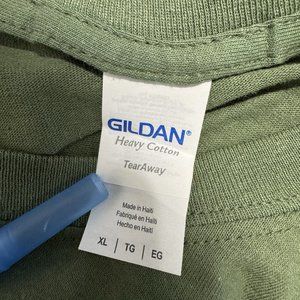 GILDAN®
Heavy Cotton
TearAway
Made in Haiti
Fabriqué en Haïti
Hecho en Haití
XL | TG | EG